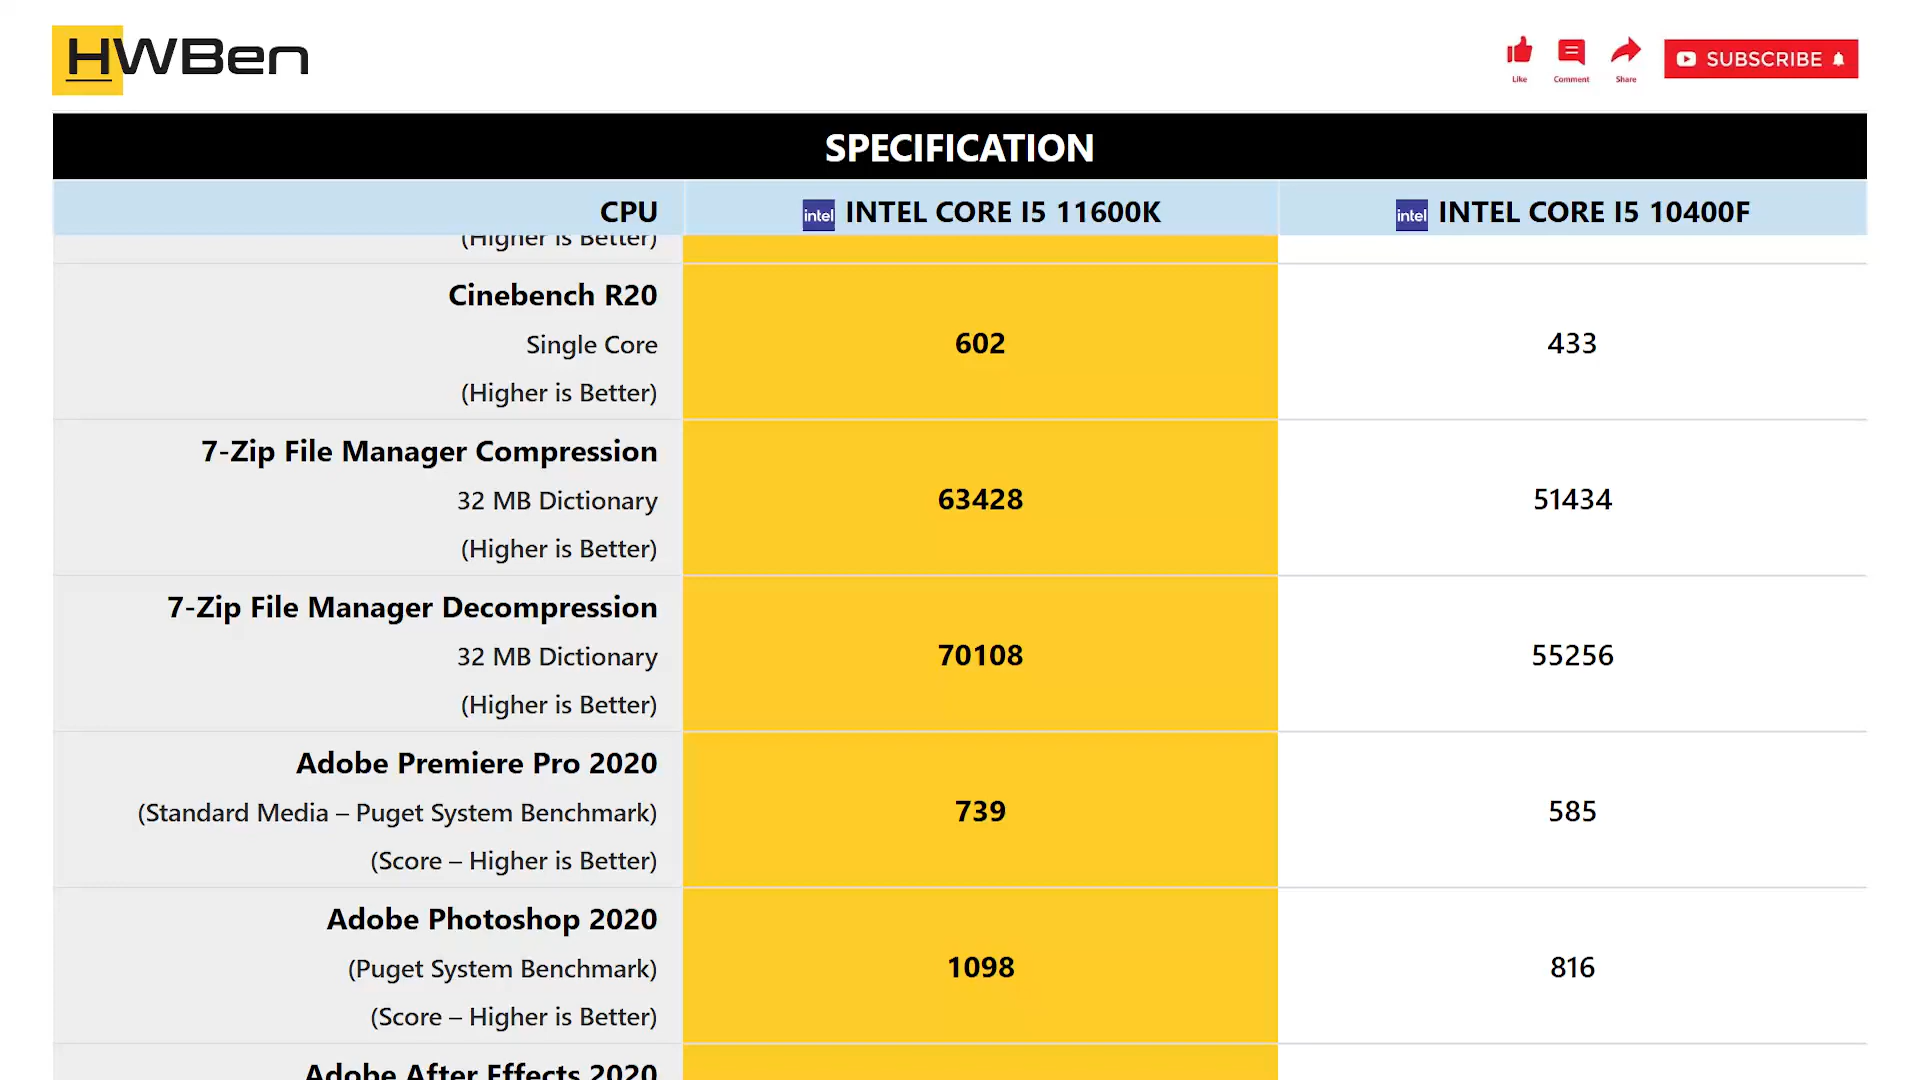 HWBen
Like
Comment
Share
SUBSCRIBE
SPECIFICATION
CPU
intel INTEL CORE I5 11600K
intel INTEL CORE I5 10400F
(Higher is Better)
Cinebench R20
Single Core
(Higher is Better)
602
433
7-Zip File Manager Compression
32 MB Dictionary
(Higher is Better)
63428
51434
7-Zip File Manager Decompression
32 MB Dictionary
(Higher is Better)
70108
55256
Adobe Premiere Pro 2020
(Standard Media – Puget System Benchmark)
(Score – Higher is Better)
739
585
Adobe Photoshop 2020
(Puget System Benchmark)
(Score – Higher is Better)
1098
816
Adobe After Effects 2020